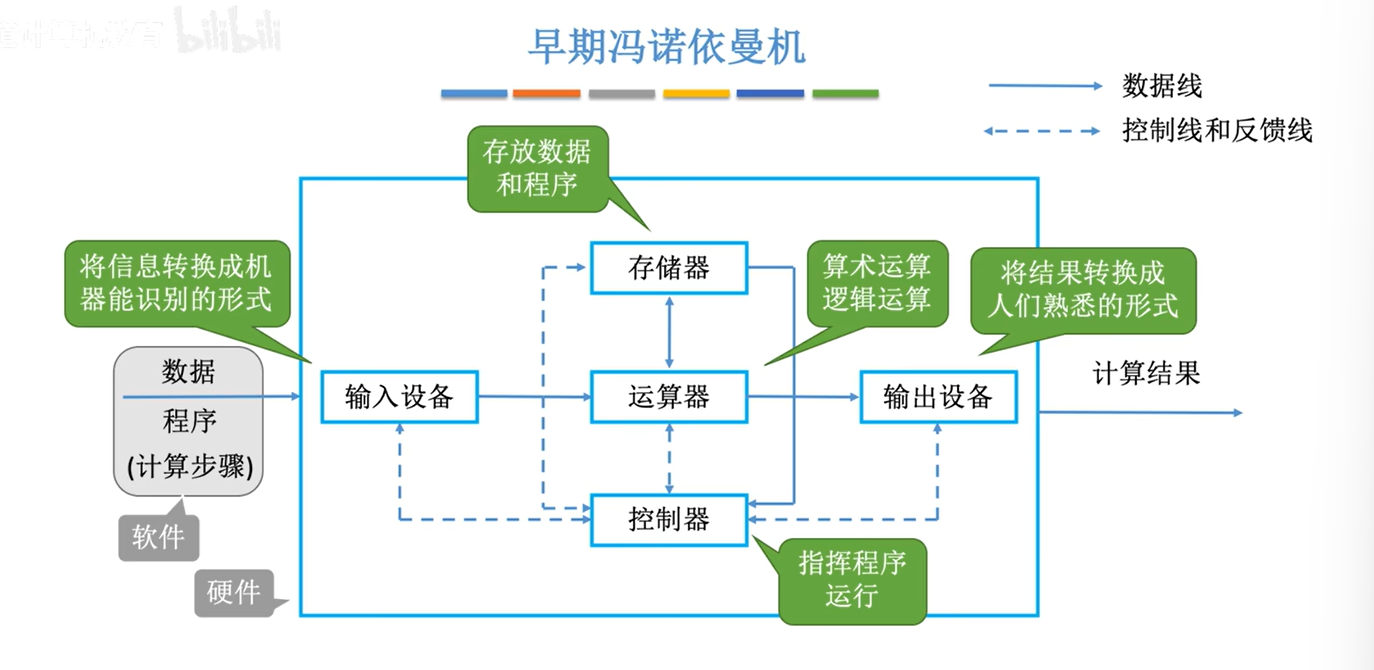 bilibili
早期冯诺依曼机
数据线
控制线和反馈线
存放数据
和程序
将信息转换成机
器能识别的形式
存储器
算术运算
逻辑运算
将结果转换成
人们熟悉的形式
数据
程序
(计算步骤)
输入设备
运算器
输出设备
计算结果
控制器
软件
硬件
指挥程序
运行